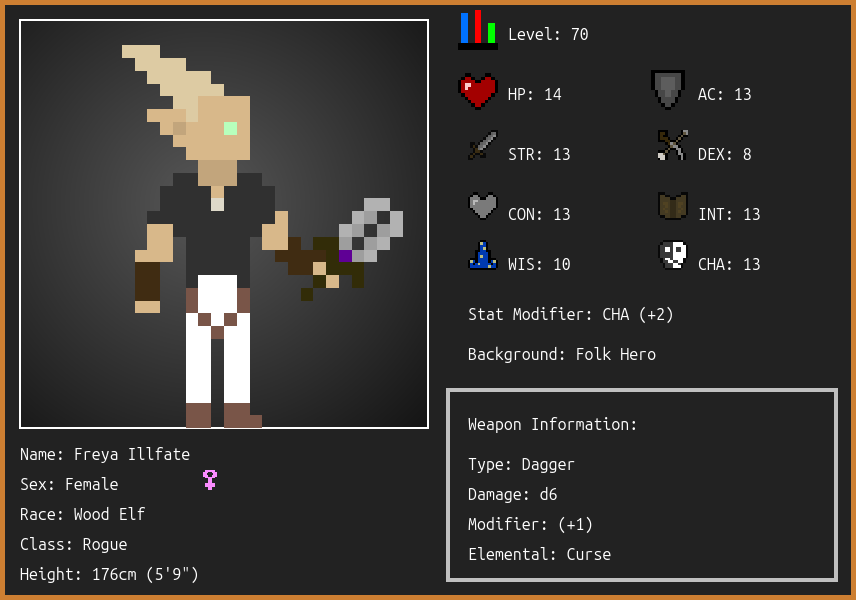 Level: 70
HP: 14
AC: 13
STR: 13
DEX: 8
CON: 13
INT: 13
WIS: 10
CHA: 13
Stat Modifier: CHA (+2)
Background: Folk Hero
Weapon Information:
Type: Dagger
Damage: d6
Modifier: (+1)
Elemental: Curse
Name: Freya Illfate
Sex: Female
Race: Wood Elf
Class: Rogue
Height: 176cm (5'9")